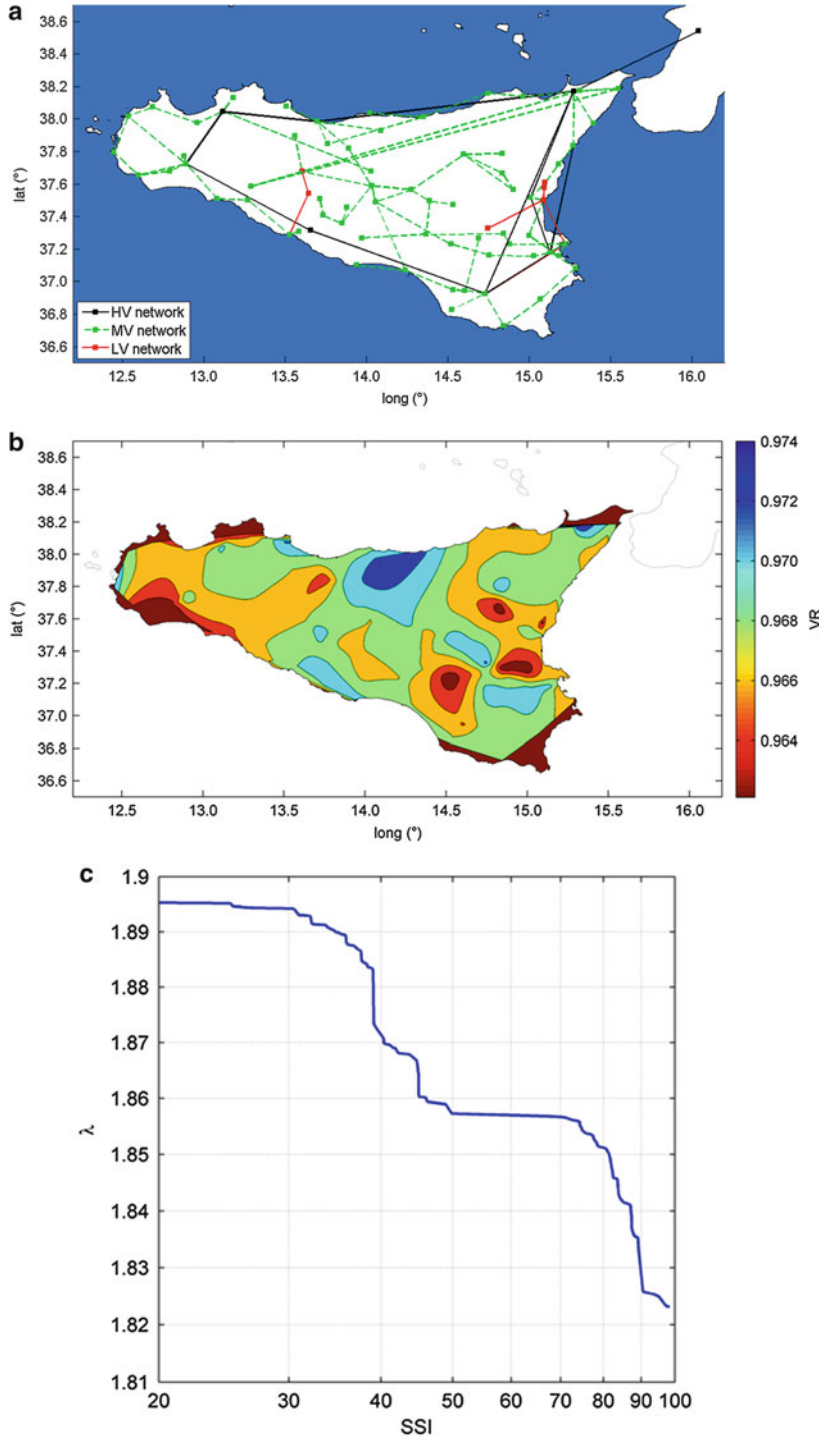 a
38.6
38.4
38.2
38.0
37.8
37.6
37.4
37.2
37.0
36.8
36.6
lat (°)
HV network
MV network
LV network
12.5 13.0 13.5 14.0 14.5 15.0 15.5 16.0
long (°)
b
38.6
38.4
38.2
38.0
37.8
37.6
37.4
37.2
37.0
36.8
36.6
lat (°)
12.5 13.0 13.5 14.0 14.5 15.0 15.5 16.0
long (°)
0.974
0.972
0.970
0.968
0.966
0.964
VR
c
1.9
1.89
1.88
1.87
1.86
1.85
1.84
1.83
1.82
1.81
λ
20 30 40 50 60 70 80 90 100
SSI